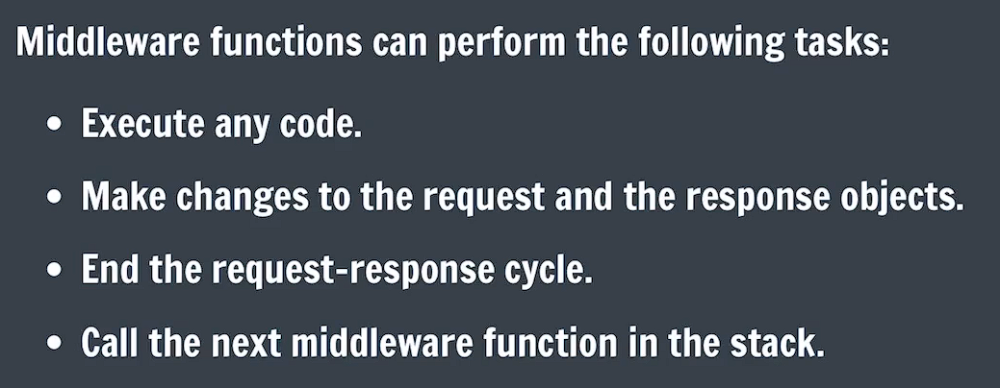 Middleware functions can perform the following tasks:
• Execute any code.
• Make changes to the request and the response objects.
• End the request-response cycle.
• Call the next middleware function in the stack.